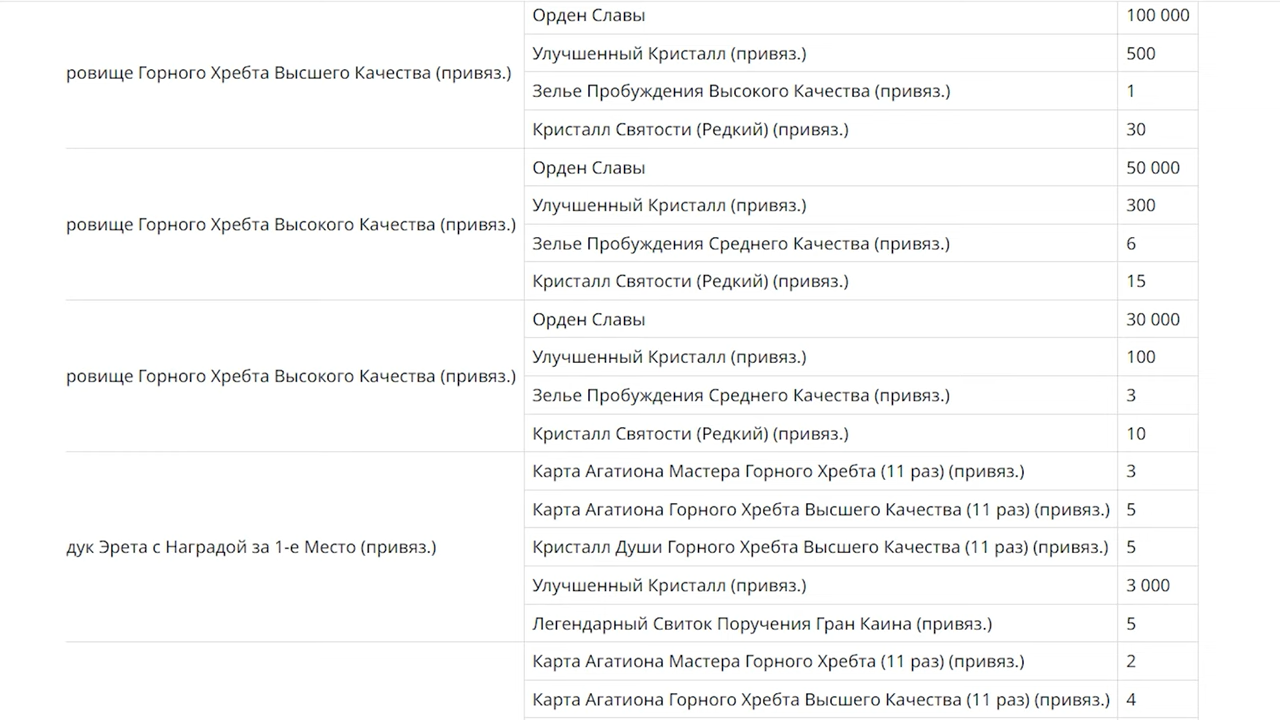 Орден Славы 100 000
Улучшенный Кристалл (привяз.) 500
ровище Горного Хребта Высшего Качества (привяз.)
Зелье Пробуждения Высокого Качества (привяз.) 1
Кристалл Святости (Редкий) (привяз.) 30
Орден Славы 50 000
Улучшенный Кристалл (привяз.) 300
ровище Горного Хребта Высокого Качества (привяз.)
Зелье Пробуждения Среднего Качества (привяз.) 6
Кристалл Святости (Редкий) (привяз.) 15
Орден Славы 30 000
Улучшенный Кристалл (привяз.) 100
ровище Горного Хребта Высокого Качества (привяз.)
Зелье Пробуждения Среднего Качества (привяз.) 3
Кристалл Святости (Редкий) (привяз.) 10
Карта Агатиона Мастера Горного Хребта (11 раз) (привяз.) 3
Карта Агатиона Горного Хребта Высшего Качества (11 раз) (привяз.) 5
дук Эрета с Наградой за 1-е Место (привяз.) Кристалл Души Горного Хребта Высшего Качества (11 раз) (привяз.) 5
Улучшенный Кристалл (привяз.) 3 000
Легендарный Свиток Поручения Гран Каина (привяз.) 5
Карта Агатиона Мастера Горного Хребта (11 раз) (привяз.) 2
Карта Агатиона Горного Хребта Высшего Качества (11 раз) (привяз.) 4